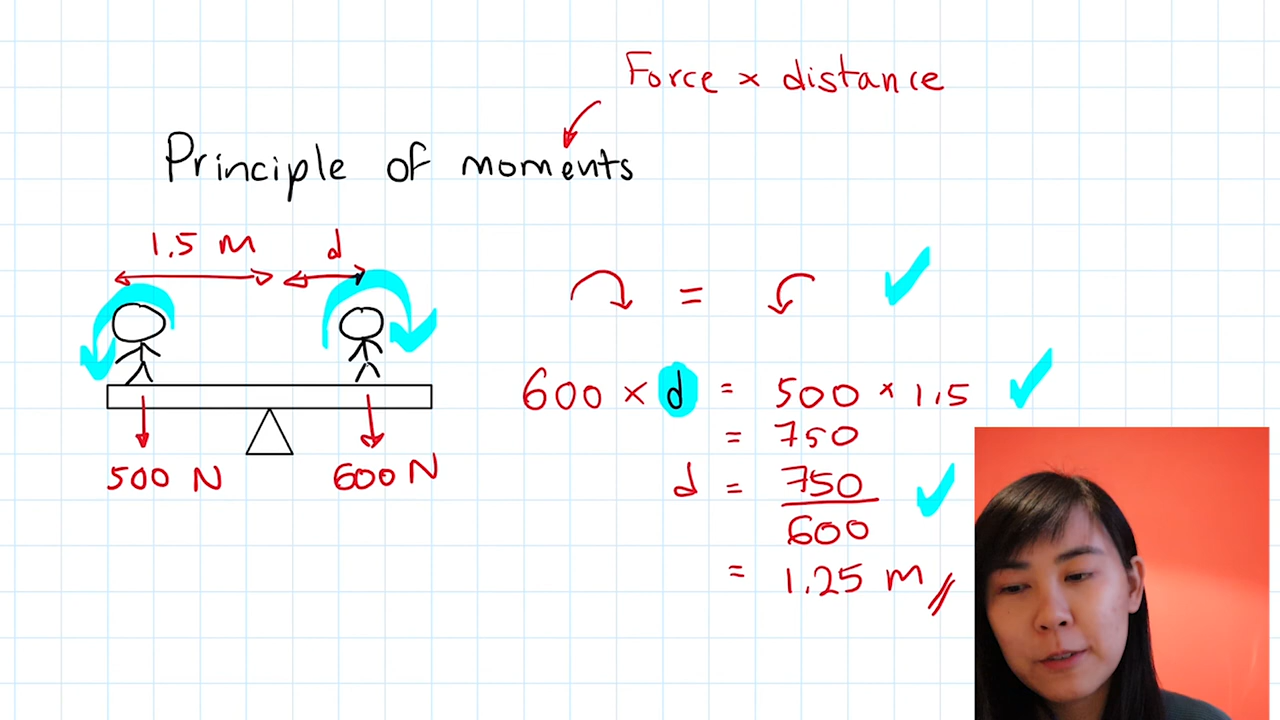 Force × distance
Principle of moments
1.5 m
d
500 N
600 N
=
600 × d = 500 × 1.5
= 750
d = 750
600
= 1.25 m //